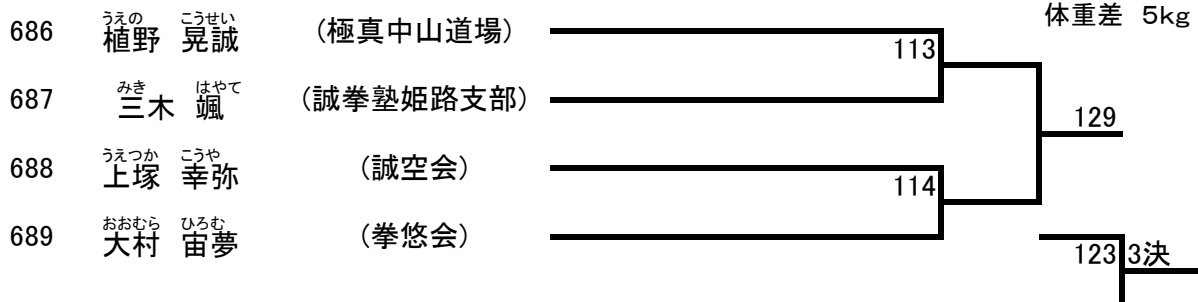 体重差 5kg
うえの こうせい
686 植野 晃誠 (極真中山道場)
113
みき はやて
687 三木 颯 (誠拳塾姫路支部)
129
うえつか こうや
688 上塚 幸弥 (誠空会)
114
おおむら ひろむ
689 大村 宙夢 (拳悠会)
123 3決